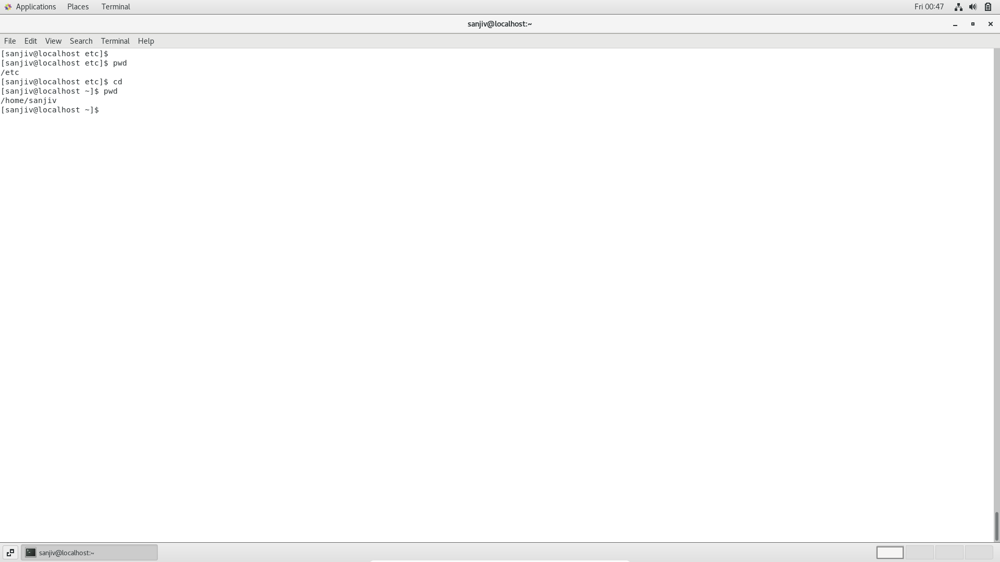 Applications Places Terminal Fri 00:47
sanjiv@localhost:~
File Edit View Search Terminal Help
[sanjiv@localhost etc]$
[sanjiv@localhost etc]$ pwd
/etc
[sanjiv@localhost etc]$ cd
[sanjiv@localhost ~]$ pwd
/home/sanjiv
[sanjiv@localhost ~]$
sanjiv@localhost:~